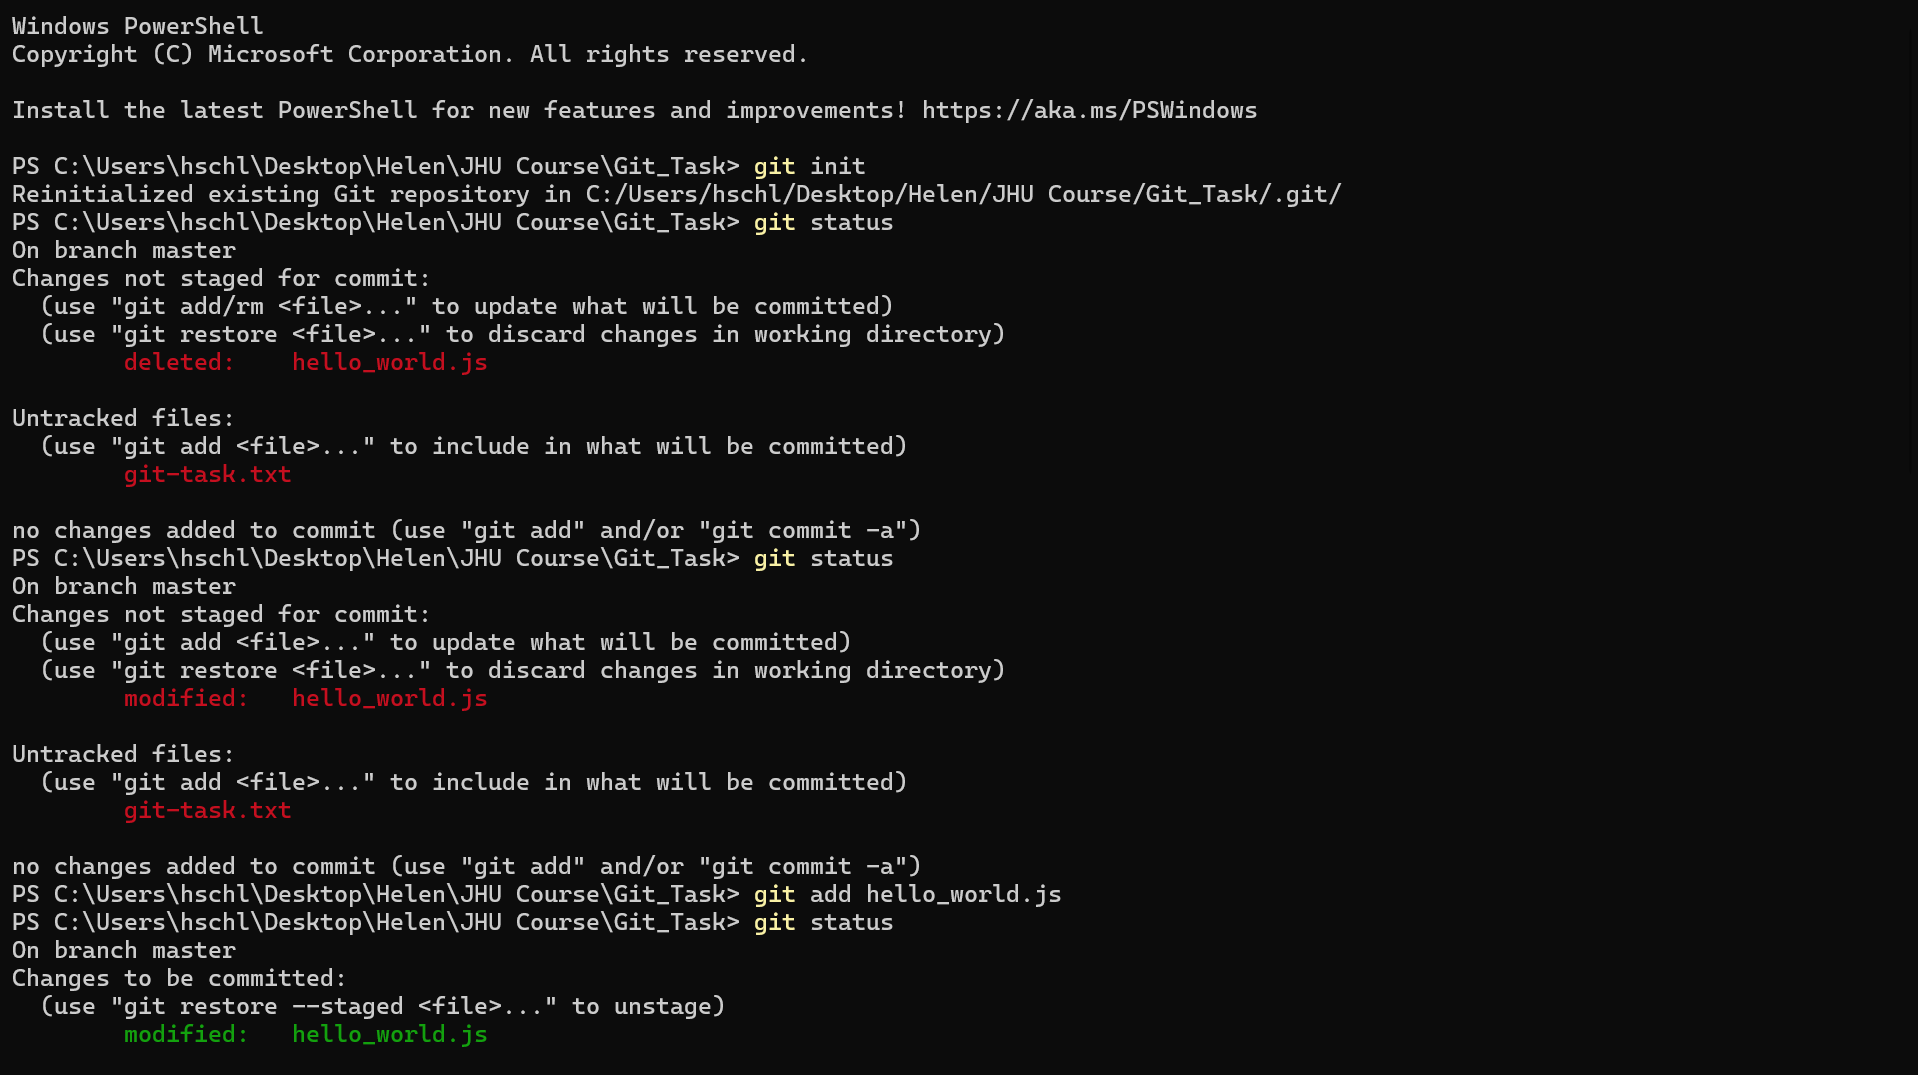 Windows PowerShell
Copyright (C) Microsoft Corporation. All rights reserved.
Install the latest PowerShell for new features and improvements! https://aka.ms/PSWindows
PS C:\Users\hschl\Desktop\Helen\JHU Course\Git_Task> git init
Reinitialized existing Git repository in C:/Users/hschl/Desktop/Helen/JHU Course/Git_Task/.git/
PS C:\Users\hschl\Desktop\Helen\JHU Course\Git_Task> git status
On branch master
Changes not staged for commit:
  (use "git add/rm <file>..." to update what will be committed)
  (use "git restore <file>..." to discard changes in working directory)
        deleted:    hello_world.js
Untracked files:
  (use "git add <file>..." to include in what will be committed)
        git-task.txt
no changes added to commit (use "git add" and/or "git commit -a")
PS C:\Users\hschl\Desktop\Helen\JHU Course\Git_Task> git status
On branch master
Changes not staged for commit:
  (use "git add <file>..." to update what will be committed)
  (use "git restore <file>..." to discard changes in working directory)
        modified:   hello_world.js
Untracked files:
  (use "git add <file>..." to include in what will be committed)
        git-task.txt
no changes added to commit (use "git add" and/or "git commit -a")
PS C:\Users\hschl\Desktop\Helen\JHU Course\Git_Task> git add hello_world.js
PS C:\Users\hschl\Desktop\Helen\JHU Course\Git_Task> git status
On branch master
Changes to be committed:
  (use "git restore --staged <file>..." to unstage)
        modified:   hello_world.js